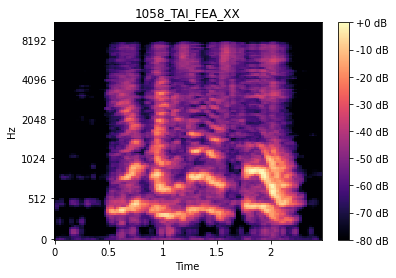 1058_TAI_FEA_XX
+0 dB
8192
-10 dB
4096
-20 dB
-30 dB
2048
Hz
-40 dB
1024
-50 dB
512
-60 dB
-70 dB
0
-80 dB
0 0.5 1 1.5 2
Time